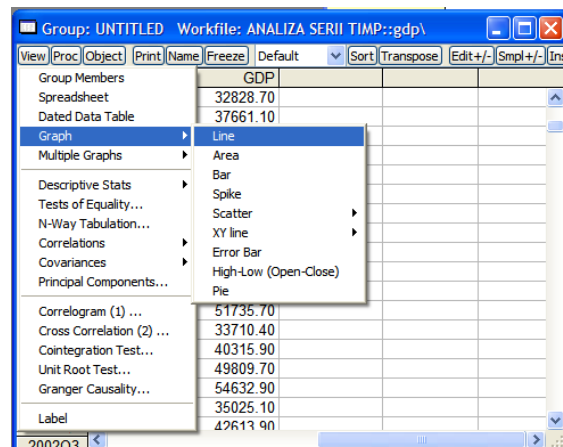 Group: UNTITLED Workfile: ANALIZA SERII TIMP::gdp\
View Proc Object Print Name Freeze Default Sort Transpose Edit+/- Smpl+/- Ins
GDP
32828.70
37661.10
Group Members
Spreadsheet
Dated Data Table
Graph
Multiple Graphs
Descriptive Stats
Tests of Equality...
N-Way Tabulation...
Correlations
Covariances
Principal Components...
Correlogram (1) ...
Cross Correlation (2) ...
Cointegration Test...
Unit Root Test...
Granger Causality...
Label
Line
Area
Bar
Spike
Scatter
XY line
Error Bar
High-Low (Open-Close)
Pie
51735.70
33710.40
40315.90
49809.70
54632.90
35025.10
42613.90
2002Q3